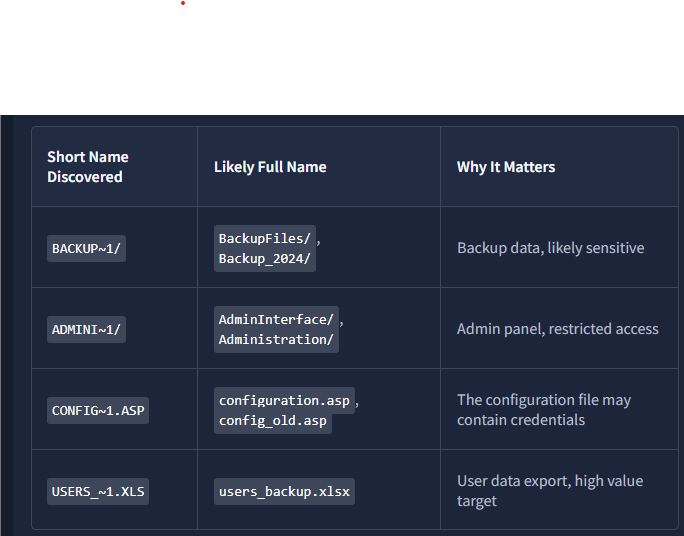 Short Name
Discovered
Likely Full Name
Why It Matters
BACKUP~1/
BackupFiles/,
Backup_2024/
Backup data, likely sensitive
ADMINI~1/
AdminInterface/,
Administration/
Admin panel, restricted access
CONFIG~1.ASP
configuration.asp,
config_old.asp
The configuration file may
contain credentials
USERS_~1.XLS
users_backup.xlsx
User data export, high value
target